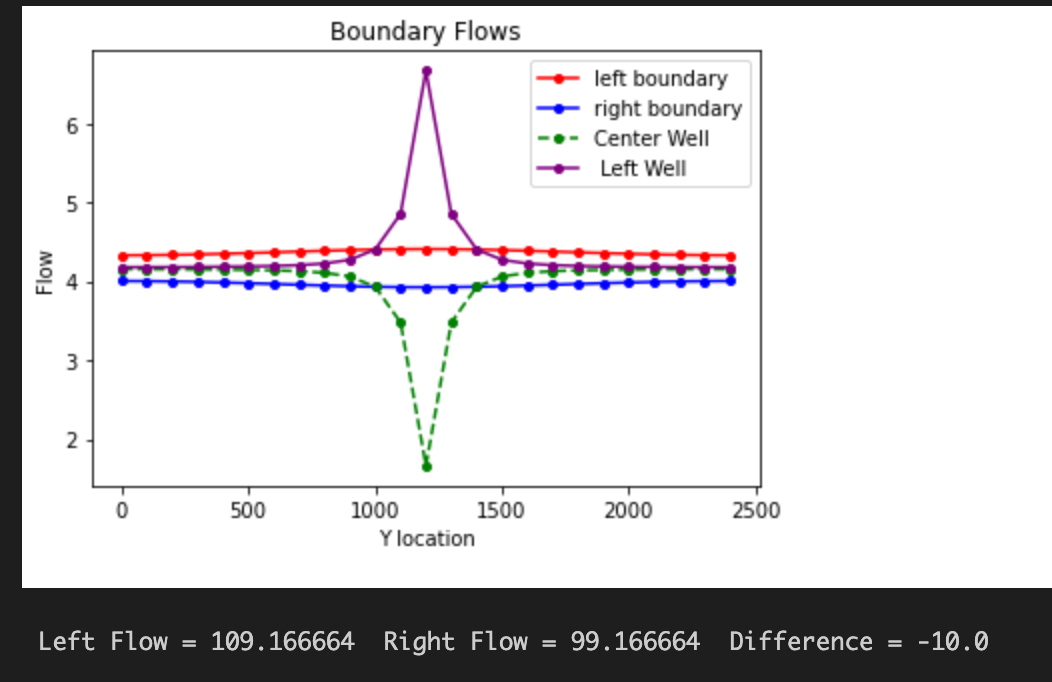 Boundary Flows
left boundary
right boundary
Center Well
Left Well
6
5
4
3
2
Flow
0 500 1000 1500 2000 2500
Y location
Left Flow = 109.166664 Right Flow = 99.166664 Difference = -10.0